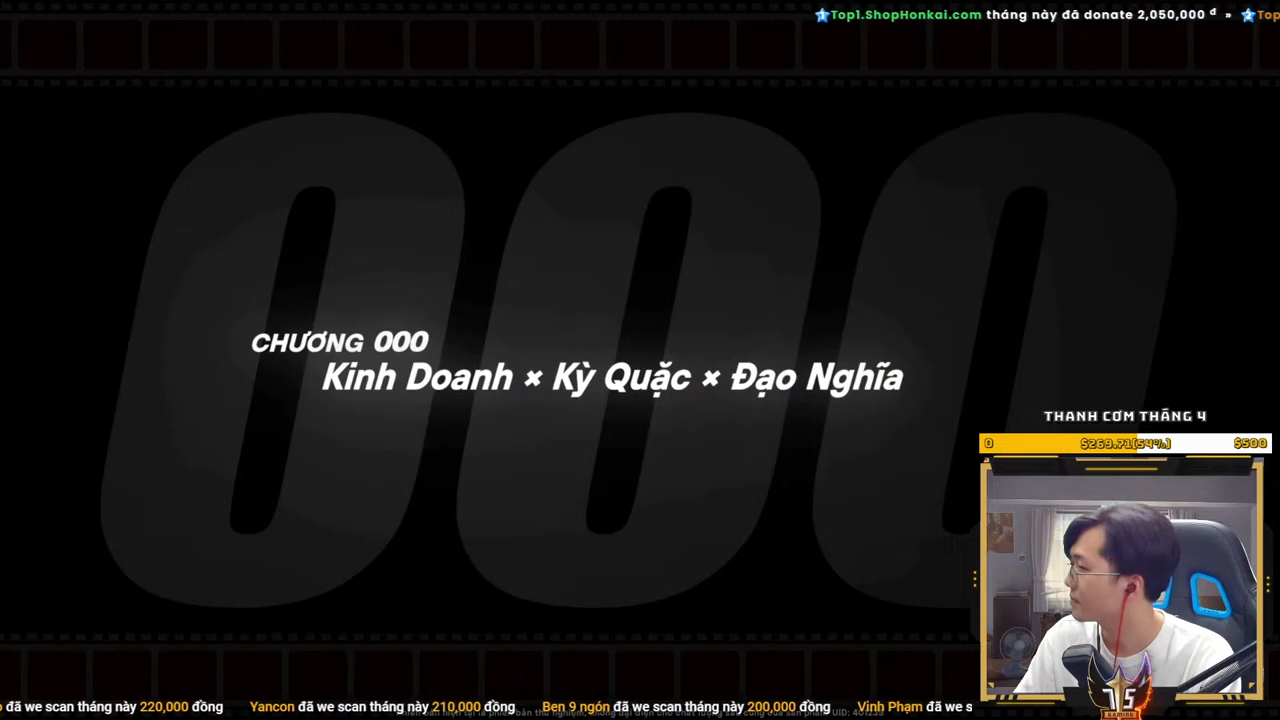 Top1.ShopHonkai.com tháng này đã donate 2,050,000 đ » 2 Top
CHƯƠNG 000
Kinh Doanh × Kỳ Quặc × Đạo Nghĩa
THANH CƠM THÁNG 4
0 $269.71(54%) $500
đã we scan tháng này 220,000 đồng Yancon đã we scan tháng này 210,000 đồng Ben 9 ngón đã we scan tháng này 200,000 đồng Vinh Phạm đã we s